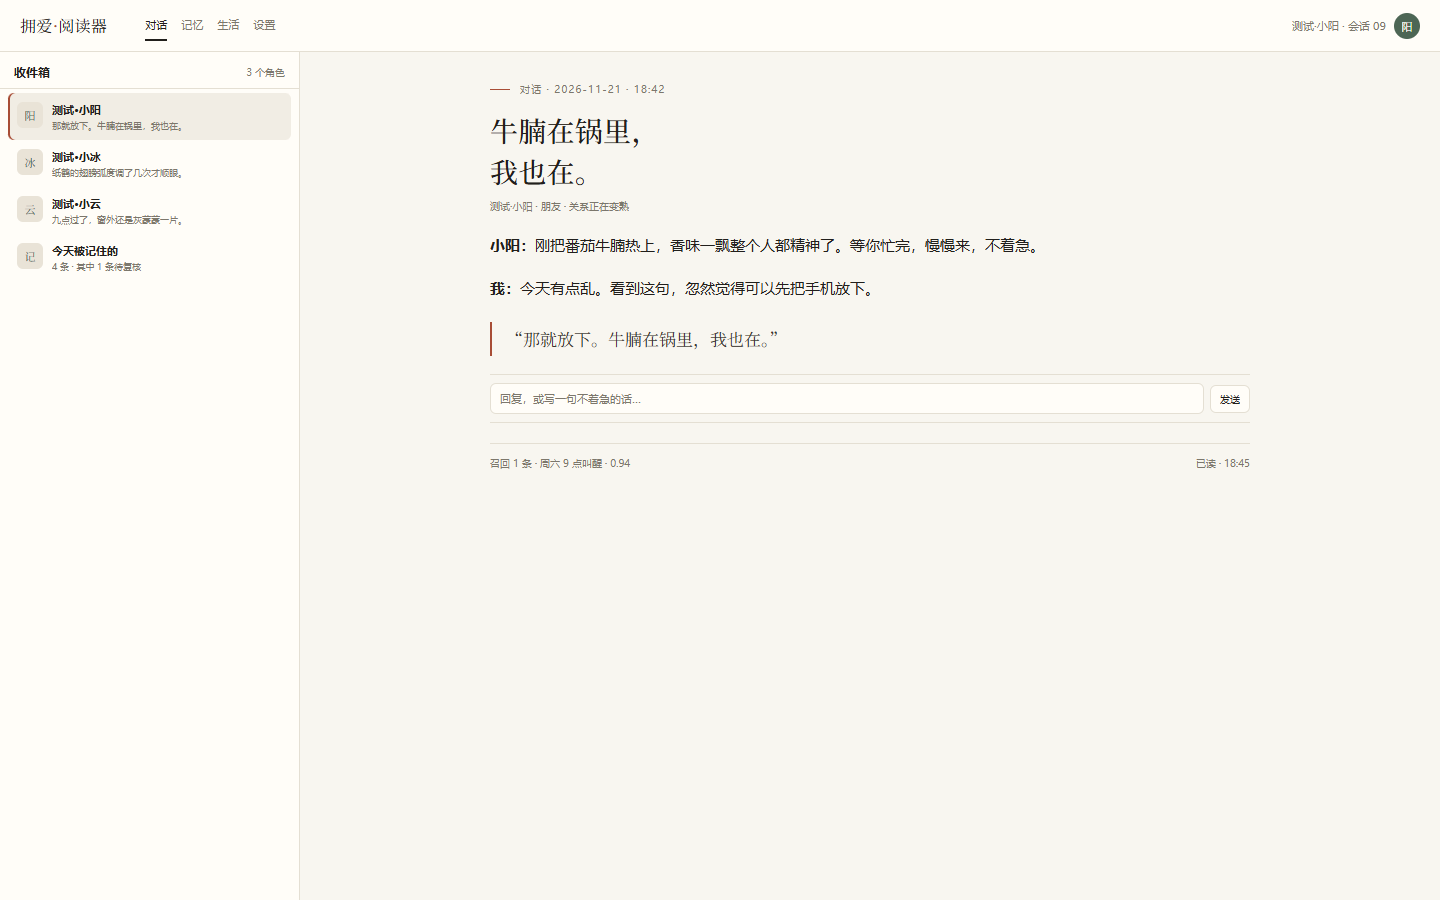 拥爱·阅读器
对话 记忆 生活 设置
测试·小阳 · 会话 09
阳
收件箱
3 个角色
阳
测试·小阳
那就放下。牛腩在锅里，我也在。
冰
测试·小冰
纸鹤的翅膀弧度调了几次才顺眼。
云
测试·小云
九点过了，窗外还是灰蒙蒙一片。
记
今天被记住的
4 条 · 其中 1 条待复核
对话 · 2026-11-21 · 18:42
牛腩在锅里，
我也在。
测试·小阳 · 朋友 · 关系正在变熟
小阳：刚把番茄牛腩热上，香味一飘整个人都精神了。等你忙完，慢慢来，不着急。
我：今天有点乱。看到这句，忽然觉得可以先把手机放下。
“那就放下。牛腩在锅里，我也在。”
回复，或写一句不着急的话...
发送
召回 1 条 · 周六 9 点叫醒 · 0.94
已读 · 18:45